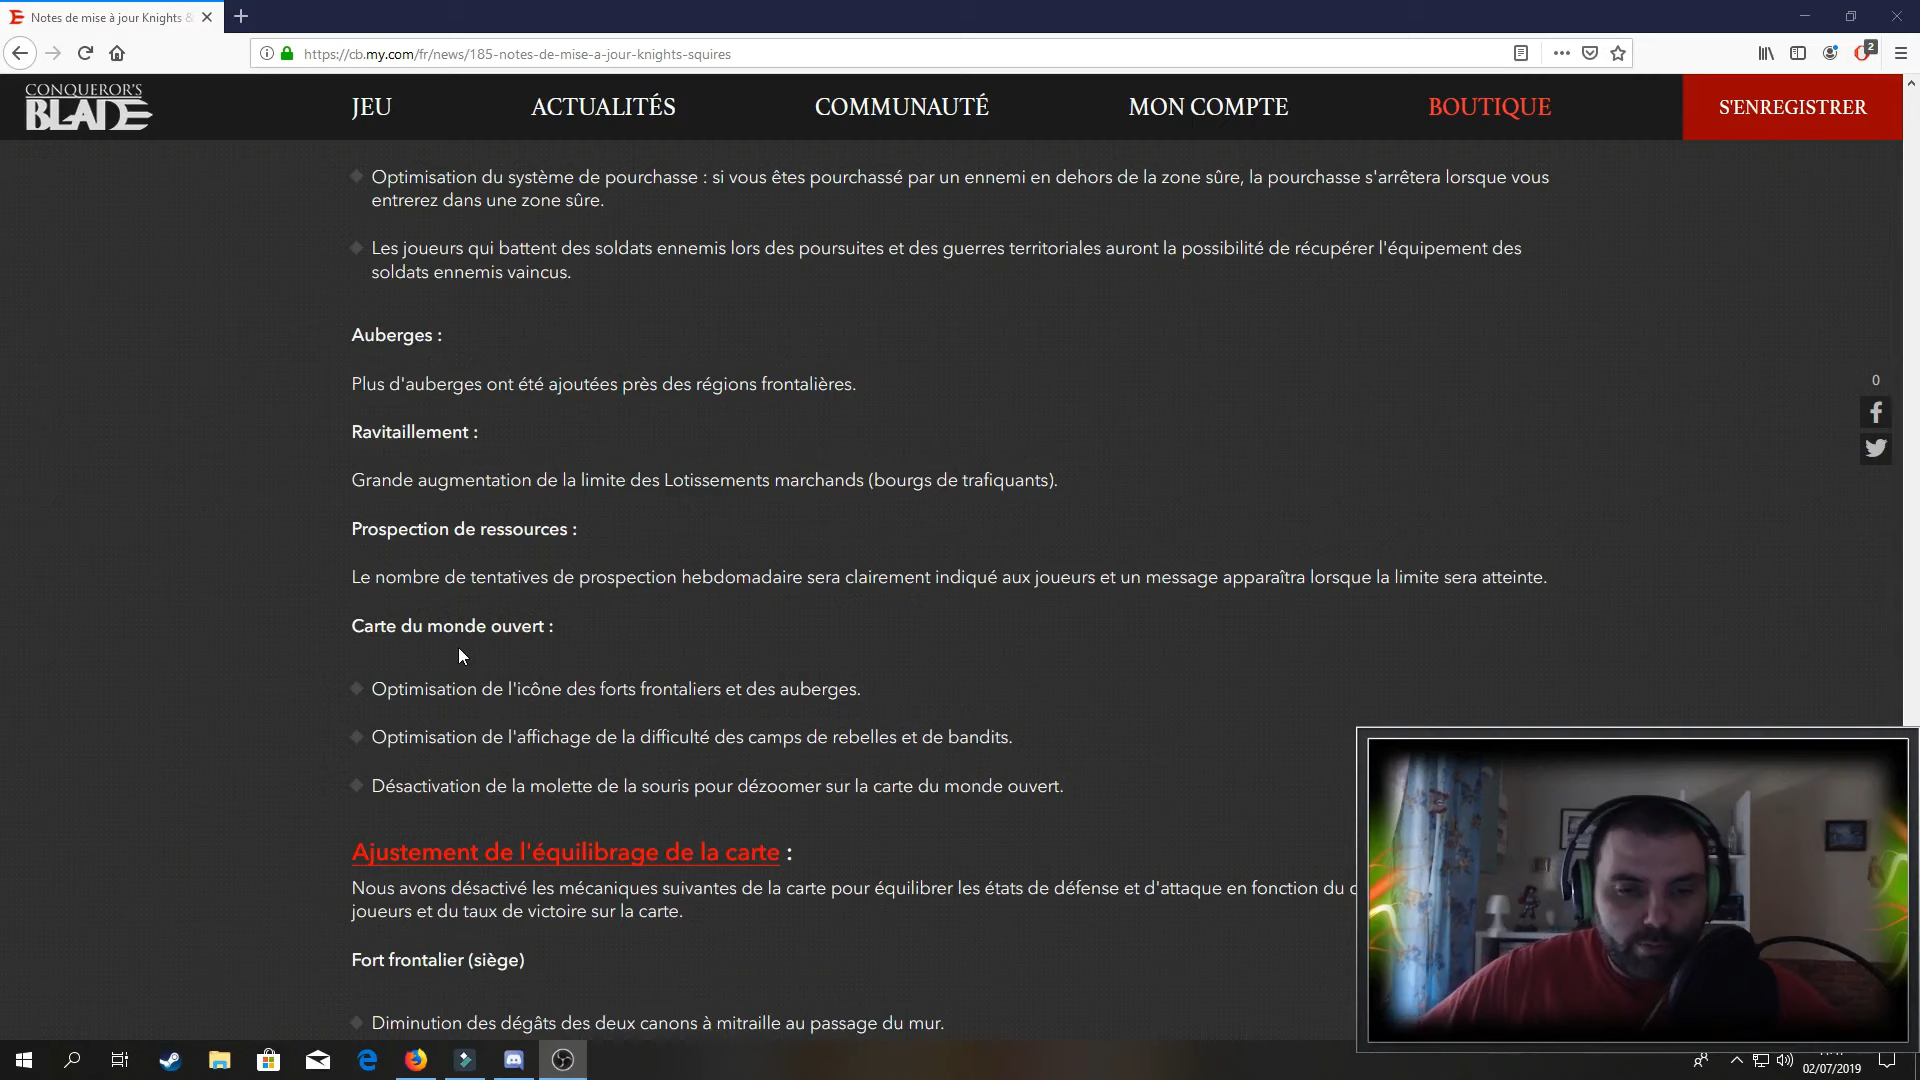 Notes de mise à jour Knights &
https://cb.my.com/fr/news/185-notes-de-mise-a-jour-knights-squires
2
CONQUEROR'S
BLADE
JEU
ACTUALITÉS
COMMUNAUTÉ
MON COMPTE
BOUTIQUE
S'ENREGISTRER
Optimisation du système de pourchasse : si vous êtes pourchassé par un ennemi en dehors de la zone sûre, la pourchasse s'arrêtera lorsque vous
entrerez dans une zone sûre.
Les joueurs qui battent des soldats ennemis lors des poursuites et des guerres territoriales auront la possibilité de récupérer l'équipement des
soldats ennemis vaincus.
Auberges :
0
Plus d'auberges ont été ajoutées près des régions frontalières.
Ravitaillement :
Grande augmentation de la limite des Lotissements marchands (bourgs de trafiquants).
Prospection de ressources :
Le nombre de tentatives de prospection hebdomadaire sera clairement indiqué aux joueurs et un message apparaîtra lorsque la limite sera atteinte.
Carte du monde ouvert :
Optimisation de l'icône des forts frontaliers et des auberges.
Optimisation de l'affichage de la difficulté des camps de rebelles et de bandits.
Désactivation de la molette de la souris pour dézoomer sur la carte du monde ouvert.
Ajustement de l'équilibrage de la carte :
Nous avons désactivé les mécaniques suivantes de la carte pour équilibrer les états de défense et d'attaque en fonction du
joueurs et du taux de victoire sur la carte.
Fort frontalier (siège)
Diminution des dégâts des deux canons à mitraille au passage du mur.
02/07/2019